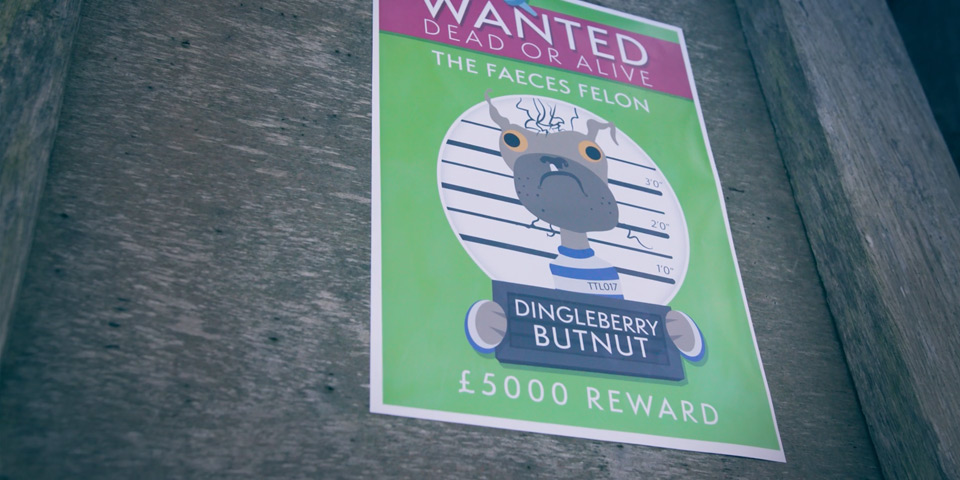 WANTED
DEAD OR ALIVE
THE FAECES FELON
3'0"
2'0"
1'0"
TTL017
DINGLEBERRY
BUTNUT
£5000 REWARD